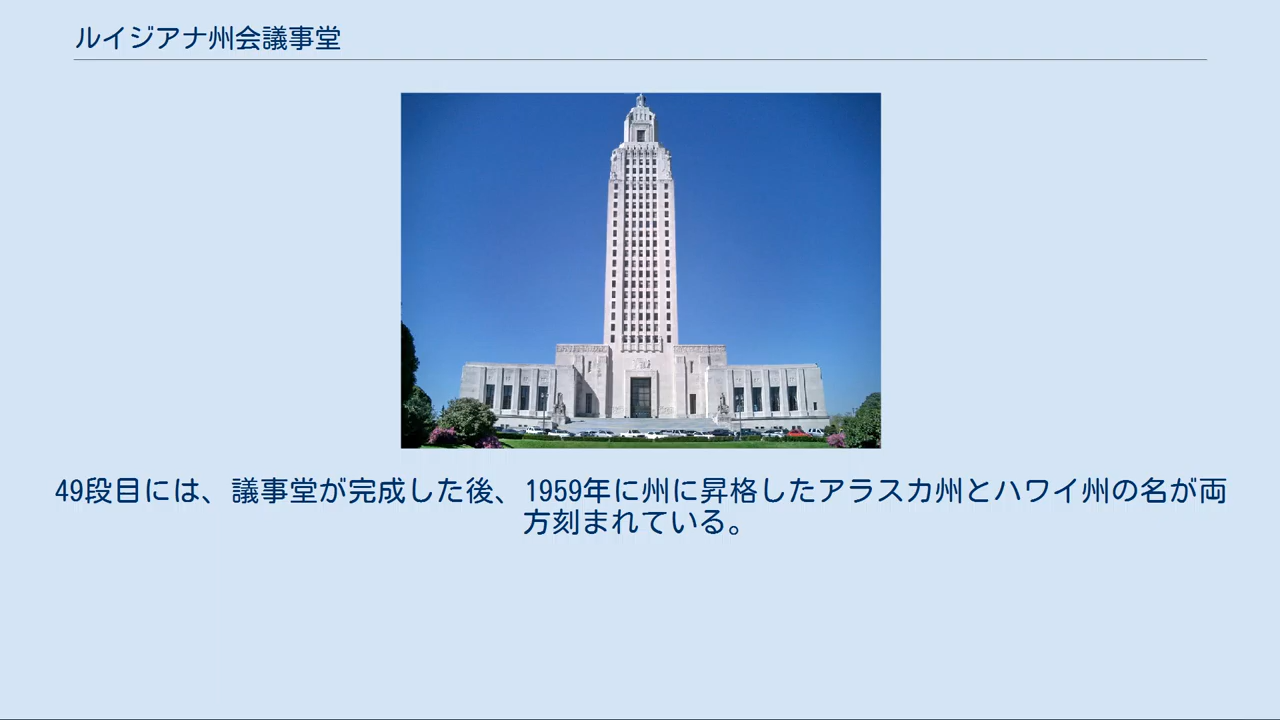 ルイジアナ州会議事堂
49段目には、議事堂が完成した後、1959年に州に昇格したアラスカ州とハワイ州の名が両
方刻まれている。